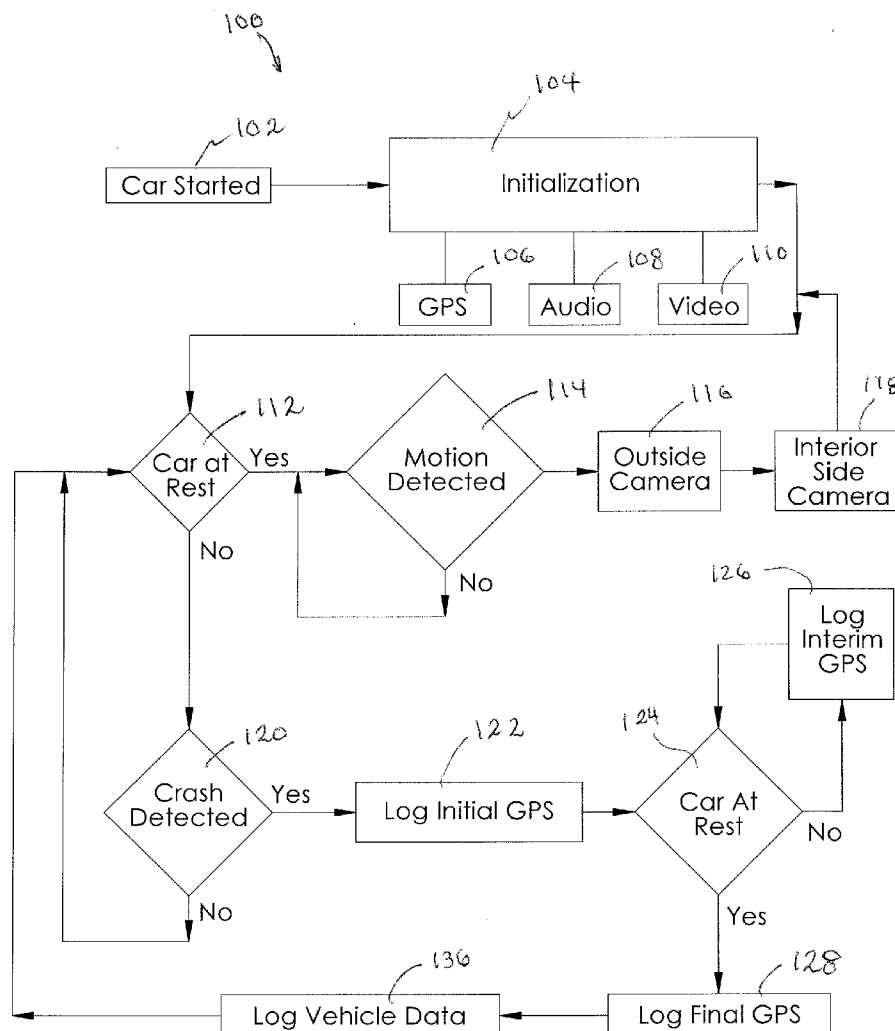 100
102
104
Car Started
Initialization
106
108
110
GPS
Audio
Video
112
114
116
118
Car at
Rest
Yes
Motion
Detected
Outside
Camera
Interior
Side
Camera
No
No
126
Log
Interim
GPS
120
122
124
Crash
Detected
Yes
Log Initial GPS
Car At
Rest
No
No
Yes
136
128
Log Vehicle Data
Log Final GPS